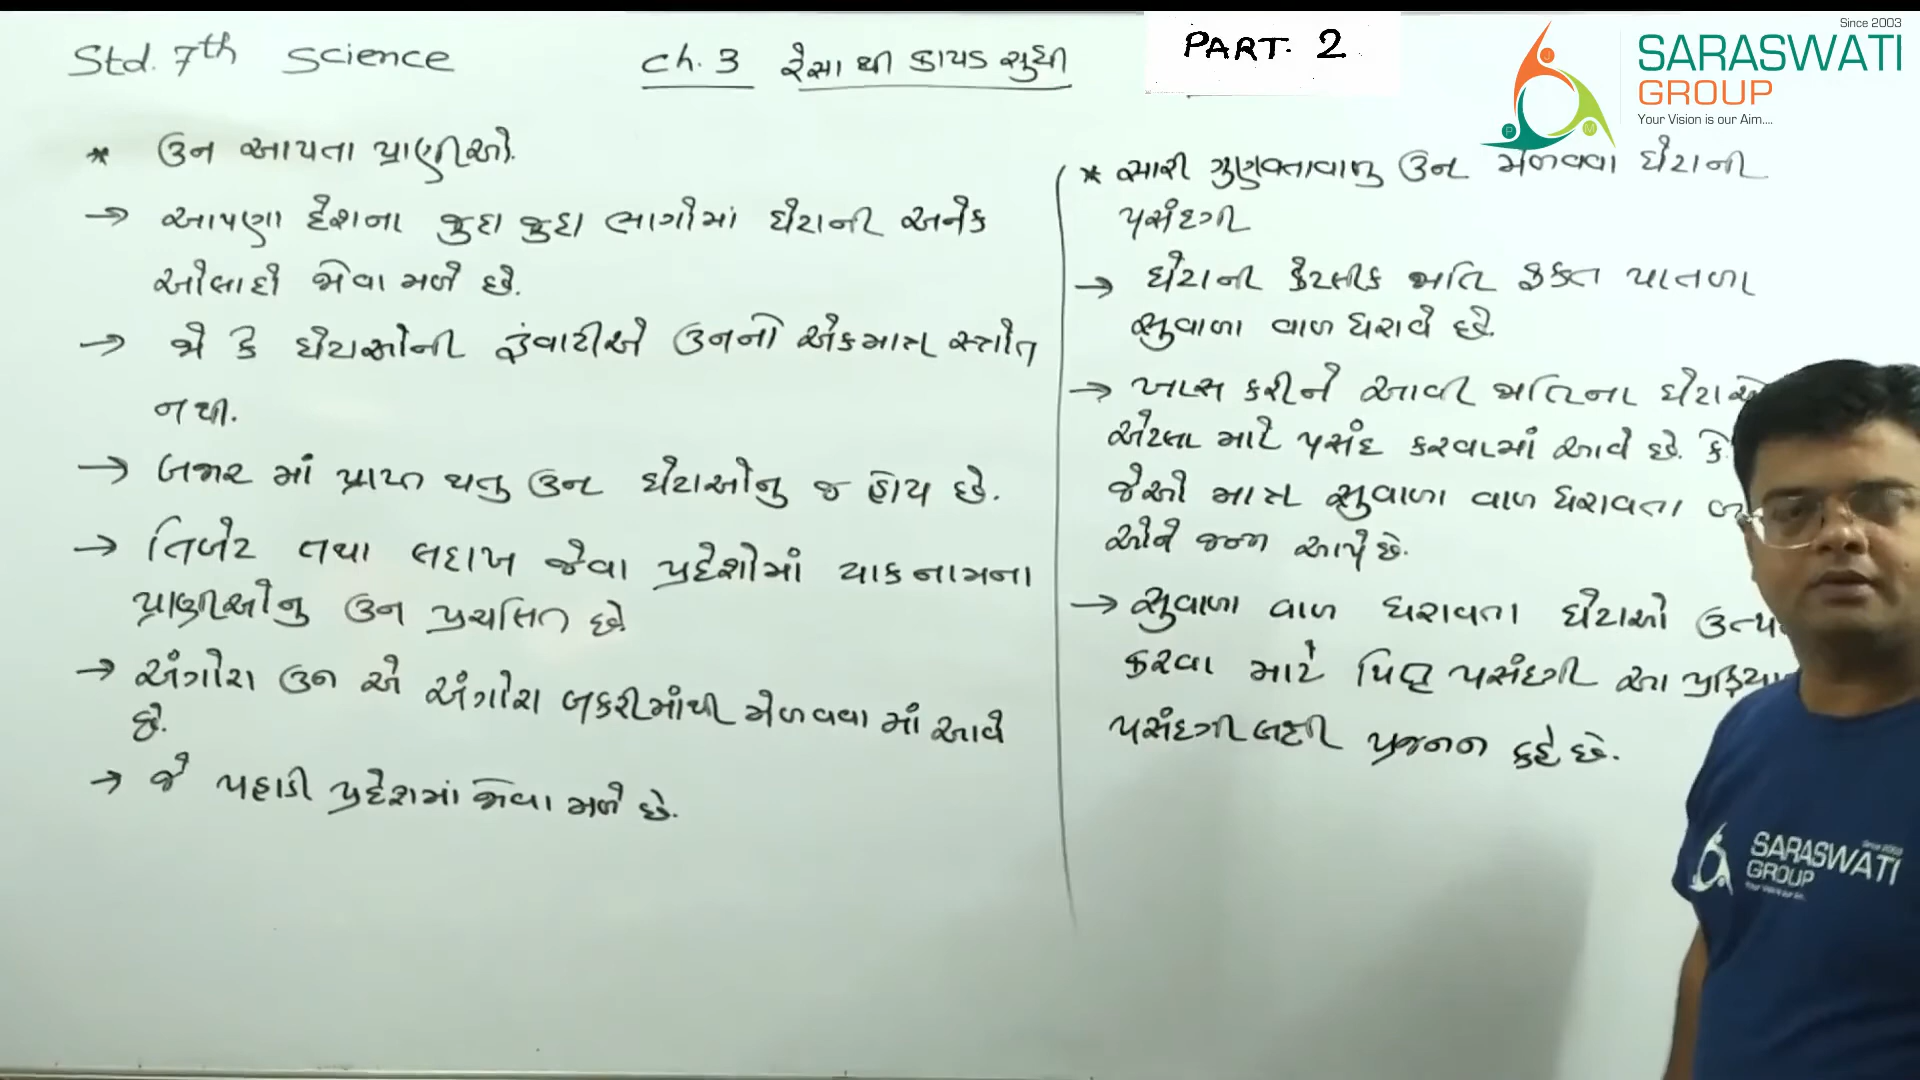 Std. 7th Science
Ch. 3 રેસાથી કાપડ સુધી
PART. 2
Since 2003
SARASWATI
GROUP
Your Vision is our Aim....
* ઉન આપતા પ્રાણીઓ.
→ આપણા દેશના જુદા જુદા ભાગોમાં ઘેટાની અનેક
ઓલાદો જોવા મળે છે.
→ જો કે ઘેટાઓની રૂંવાટીએ ઉનનો એકમાત્ર સ્ત્રોત
નથી.
→ બજાર માં પ્રાપ્ત થતુ ઉન ઘેટાઓનુ જ હોય છે.
→ તિબેટ તથા લદાખ જેવા પ્રદેશોમાં યાક નામના
પ્રાણીઓનુ ઉન પ્રચલિત છે
→ અંગોરા ઉન એ અંગોરા બકરીમાંથી મેળવવા માં આવે
છે.
→ જે પહાડી પ્રદેશમાં જોવા મળે છે.
* સારી ગુણવત્તાવાળુ ઉન મેળવવા ઘેટાની
પસંદગી
→ ઘેટાની કેટલીક જાતિ ફક્ત પાતળા
સુવાળા વાળ ધરાવે છે.
→ ખાસ કરીને આવી જાતિના
એટલા માટે પસંદ કરવામાં આવે છે. કે
જેઓ માત્ર સુવાળા વાળ ધરાવતા
ઓને જન્મ આપે છે.
→ સુવાળા વાળ ધરાવતા ઘેટાઓ
કરવા માટે પિતૃ પસંદગી આ
પસંદગીલક્ષી પ્રજનન કહે છે.
SARASWATI
GROUP